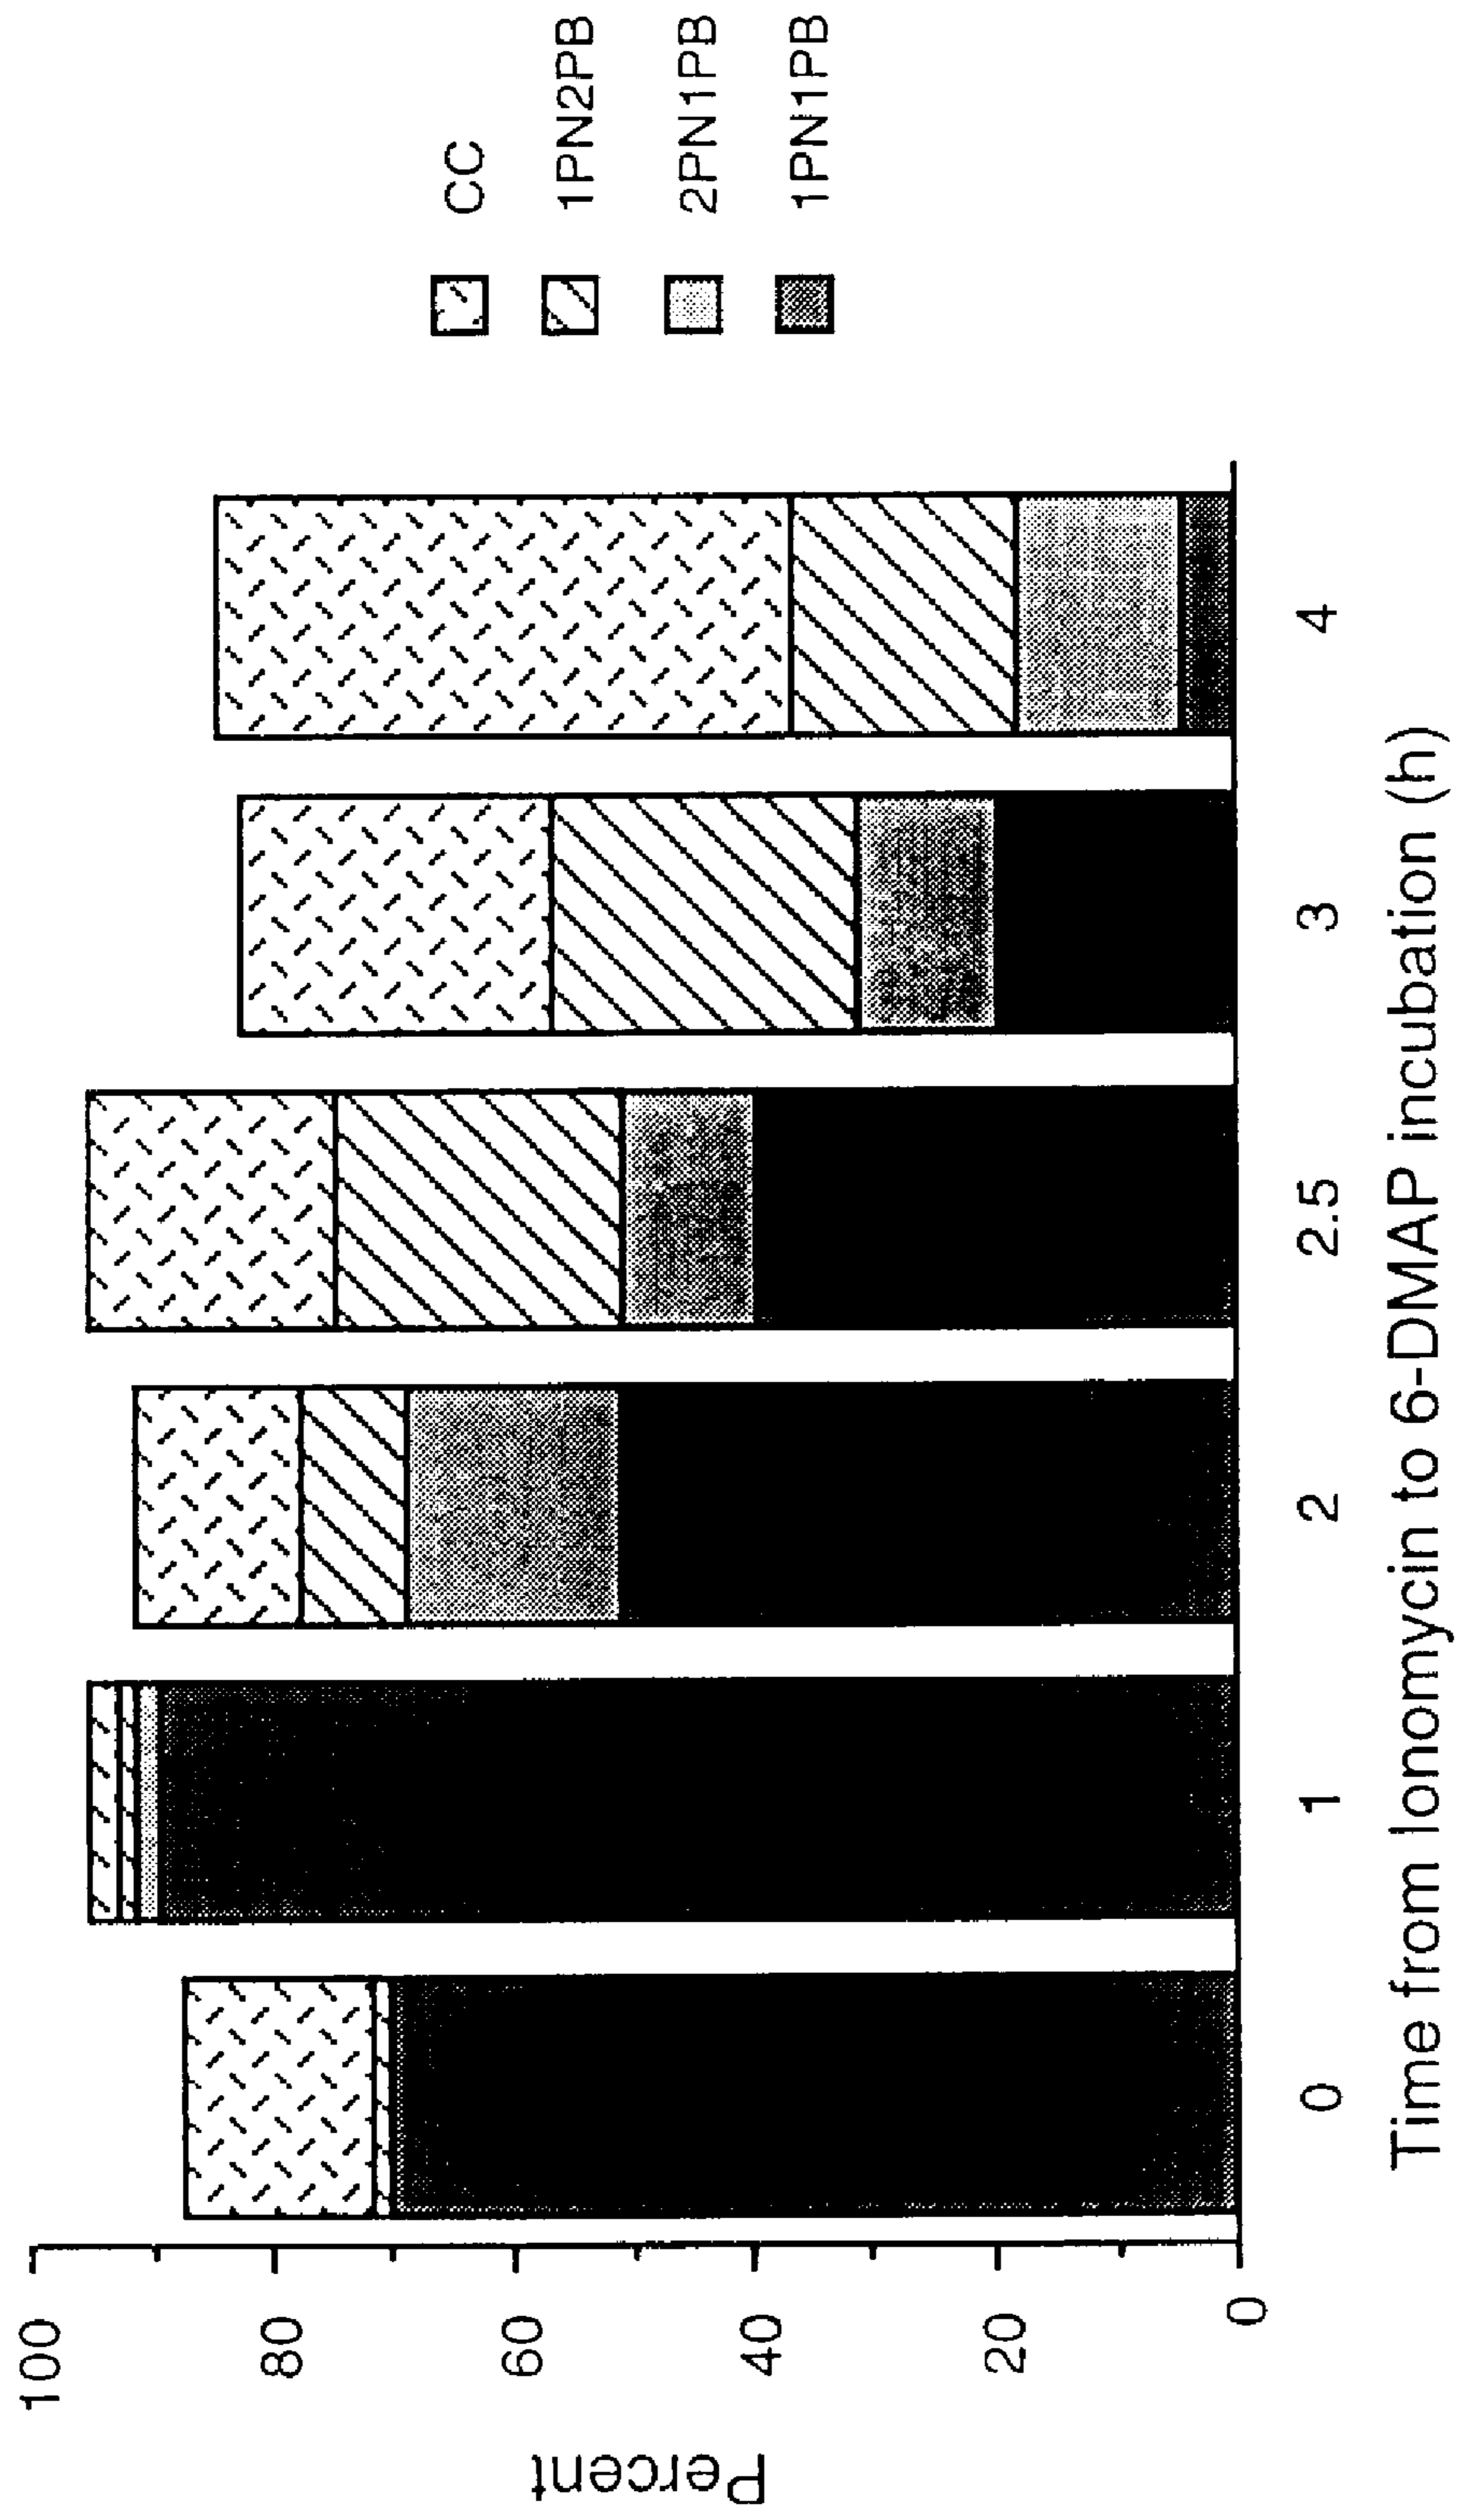 Percent
100
80
60
40
20
0
0 1 2 2.5 3 4
Time from Ionomycin to 6-DMAP incubation (h)
CC
1PN2PB
2PN1PB
1PN1PB